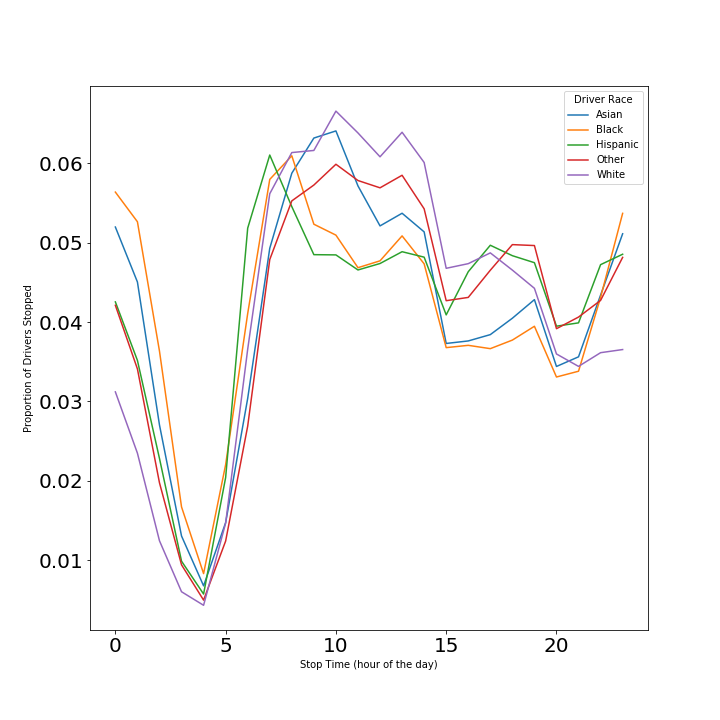 Driver Race
Asian
Black
Hispanic
Other
White
0.06
0.05
0.04
0.03
0.02
0.01
Proportion of Drivers Stopped
0 5 10 15 20
Stop Time (hour of the day)